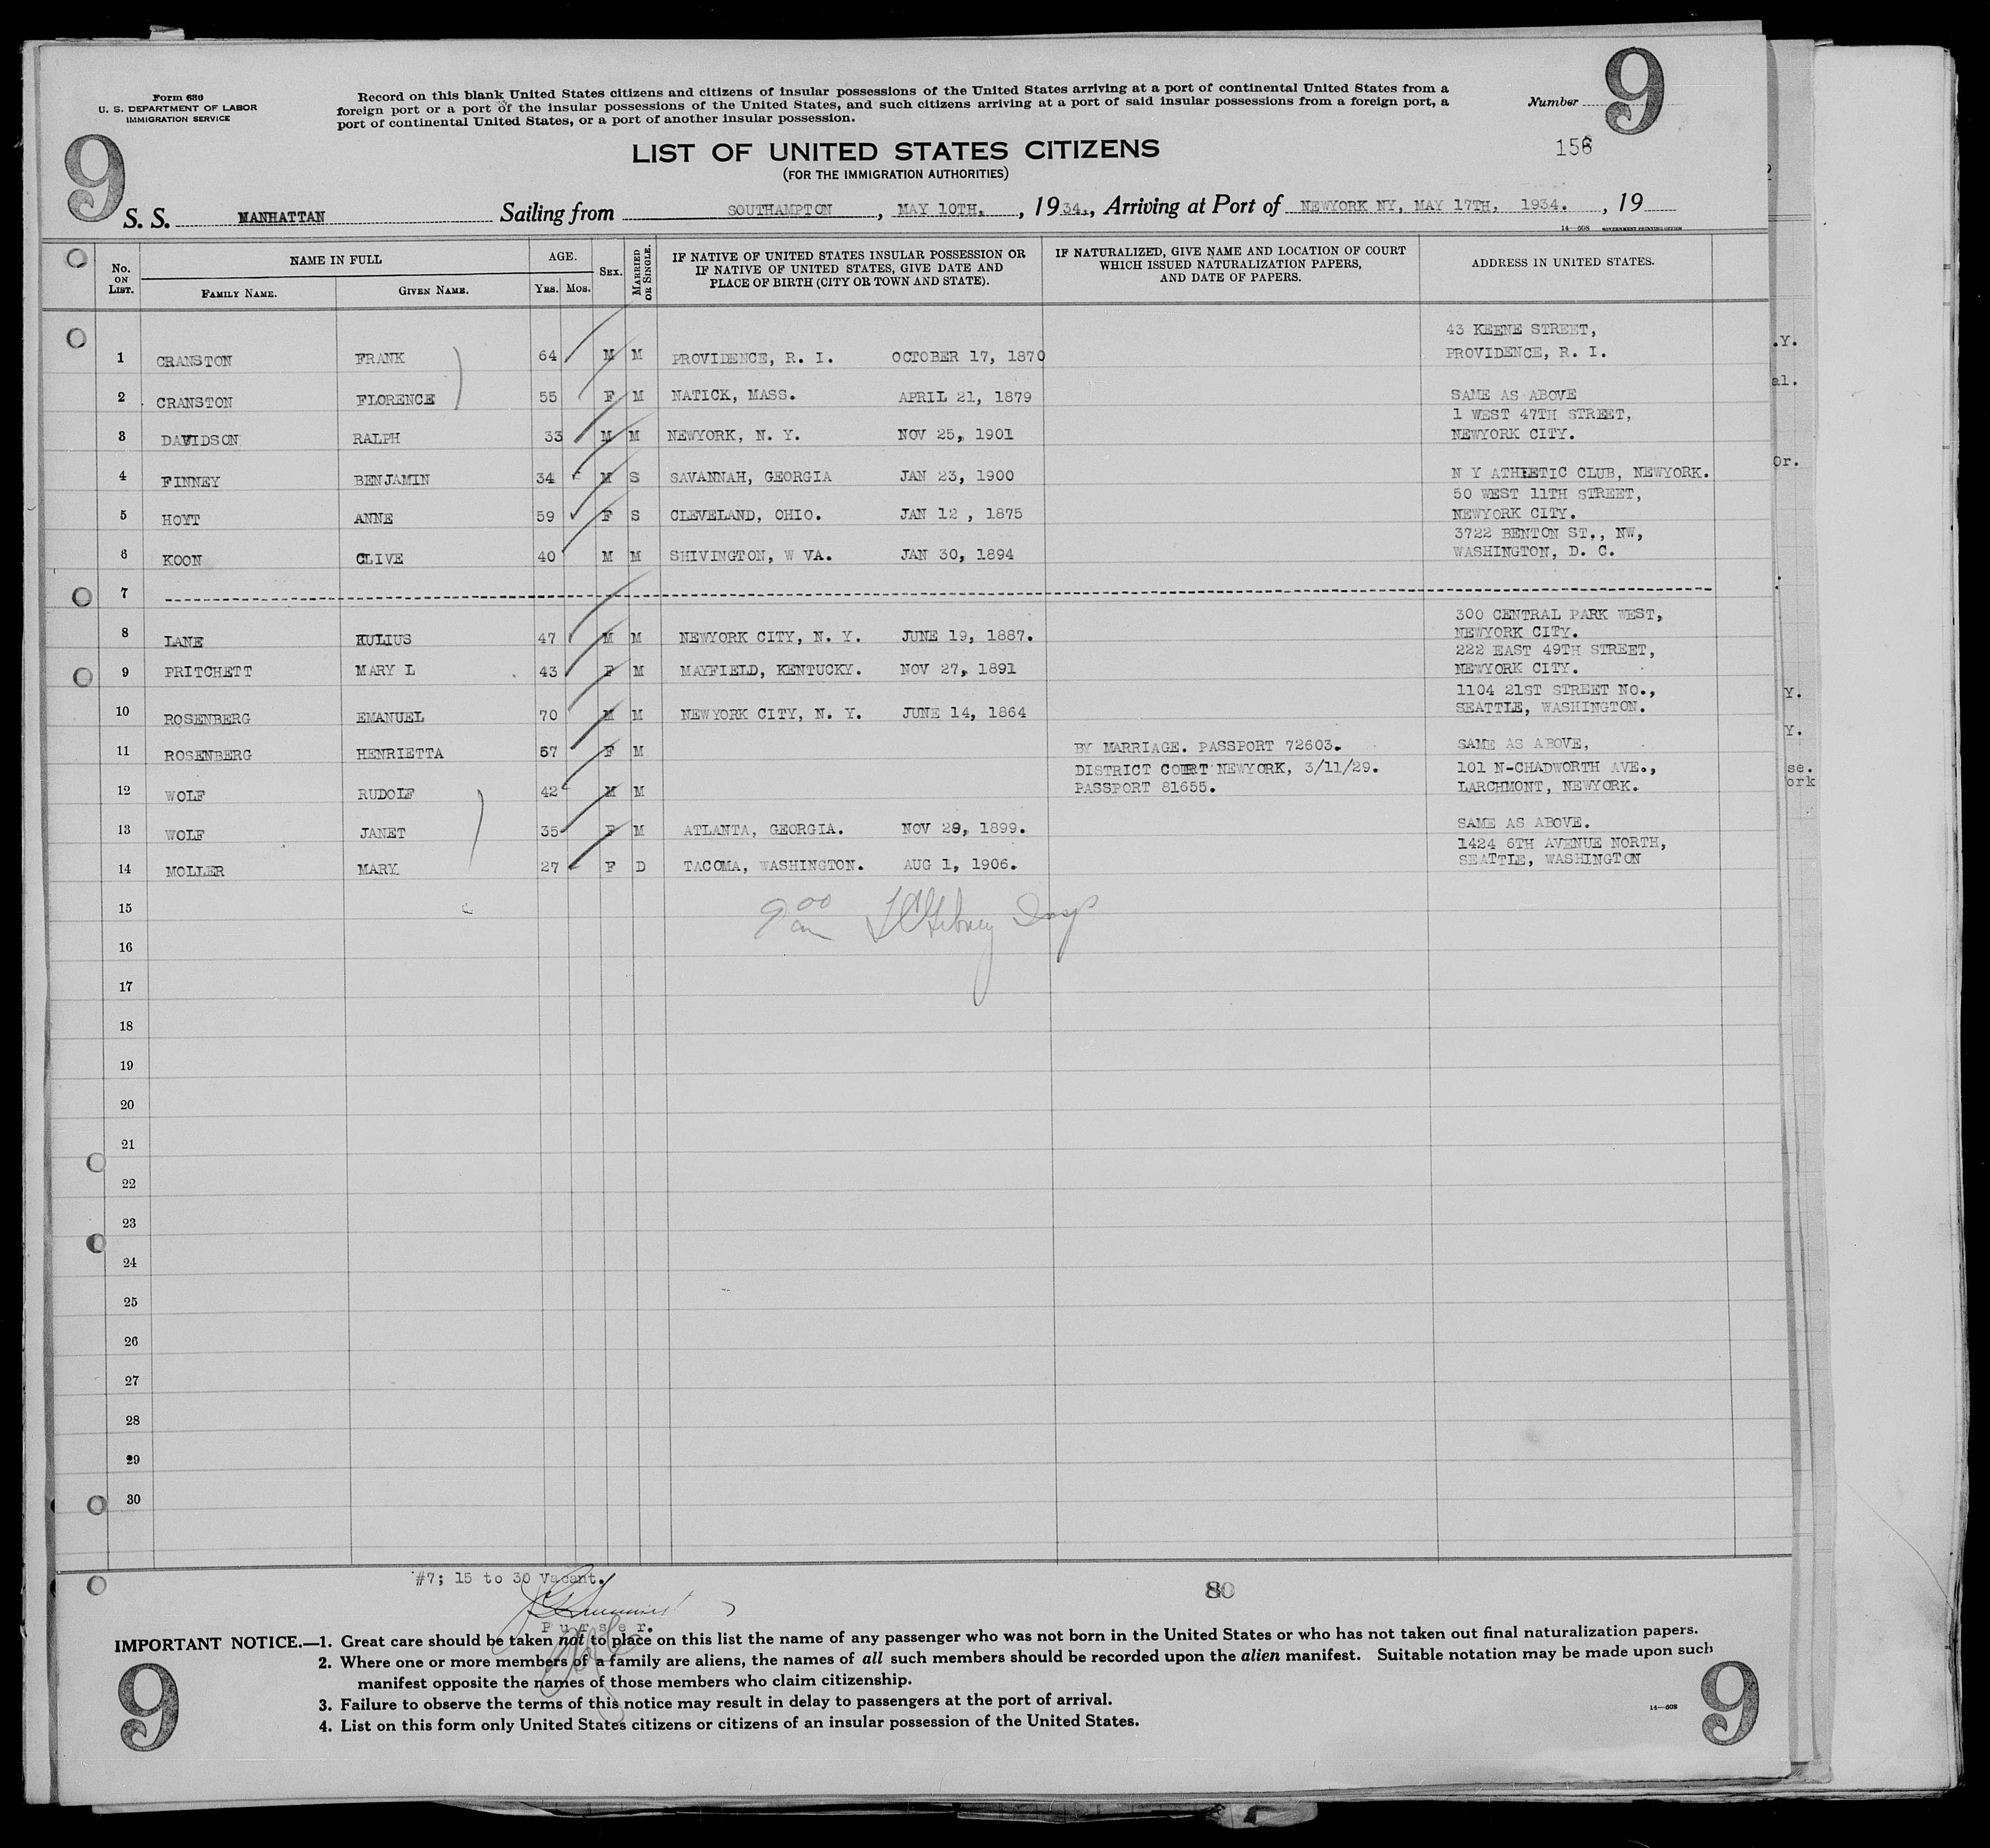 9
9
Form 630
U. S. DEPARTMENT OF LABOR
IMMIGRATION SERVICE
Record on this blank United States citizens and citizens of insular possessions of the United States arriving at a port of continental United States from a
foreign port or a port of the insular possessions of the United States, and such citizens arriving at a port of said insular possessions from a foreign port, a
port of continental United States, or a port of another insular possession.
Number
156
LIST OF UNITED STATES CITIZENS
(FOR THE IMMIGRATION AUTHORITIES)
S. S. MANHATTAN Sailing from SOUTHAMPTON, MAY 10TH, , 1934., Arriving at Port of NEWYORK NY, MAY 17TH, 1934. , 19
14—608 GOVERNMENT PRINTING OFFICE
No. ON LIST. NAME IN FULL FAMILY NAME. GIVEN NAME. AGE. YRS. MOS. SEX. MARRIED OR SINGLE. IF NATIVE OF UNITED STATES INSULAR POSSESSION OR IF NATIVE OF UNITED STATES, GIVE DATE AND PLACE OF BIRTH (CITY OR TOWN AND STATE). IF NATURALIZED, GIVE NAME AND LOCATION OF COURT WHICH ISSUED NATURALIZATION PAPERS, AND DATE OF PAPERS. ADDRESS IN UNITED STATES.
43 KEENE STREET,
1 CRANSTON FRANK 64 M M PROVIDENCE, R. I. OCTOBER 17, 1870 PROVIDENCE, R. I.
2 CRANSTON FLORENCE 55 F M NATICK, MASS. APRIL 21, 1879 SAME AS ABOVE
1 WEST 47TH STREET,
3 DAVIDSON RALPH 33 M M NEWYORK, N. Y. NOV 25, 1901 NEWYORK CITY.
4 FINNEY BENJAMIN 34 M S SAVANNAH, GEORGIA JAN 23, 1900 N Y ATHLETIC CLUB, NEWYORK.
50 WEST 11TH STREET,
5 HOYT ANNE 59 F S CLEVELAND, OHIO. JAN 12 , 1875 NEWYORK CITY.
3722 BENTON ST., NW,
6 KOON CLIVE 40 M M SHIVINGTON, W VA. JAN 30, 1894 WASHINGTON, D. C.
7
300 CENTRAL PARK WEST,
8 LANE KULIUS 47 M M NEWYORK CITY, N. Y. JUNE 19, 1887. NEWYORK CITY.
222 EAST 49TH STREET,
9 PRITCHETT MARY L 43 F M MAYFIELD, KENTUCKY. NOV 27, 1891 NEWYORK CITY.
1104 21ST STREET NO.,
10 ROSENBERG EMANUEL 70 M M NEWYORK CITY, N. Y. JUNE 14, 1864 SEATTLE, WASHINGTON.
11 ROSENBERG HENRIETTA 57 F M BY MARRIAGE. PASSPORT 72603. SAME AS ABOVE,
DISTRICT COURT NEWYORK, 3/11/29. 101 N-CHADWORTH AVE.,
12 WOLF RUDOLF 42 M M PASSPORT 81655. LARCHMONT, NEWYORK.
13 WOLF JANET 35 F M ATLANTA, GEORGIA. NOV 29, 1899. SAME AS ABOVE.
1424 6TH AVENUE NORTH,
14 MOLLER MARY 27 F D TACOMA, WASHINGTON. AUG 1, 1906. SEATTLE, WASHINGTON
15
9 00 am Insp
16
17
18
19
20
21
22
23
24
25
26
27
28
29
30
#7; 15 to 30 Vacant.
80
Purser.
IMPORTANT NOTICE.—1. Great care should be taken not to place on this list the name of any passenger who was not born in the United States or who has not taken out final naturalization papers.
2. Where one or more members of a family are aliens, the names of all such members should be recorded upon the alien manifest. Suitable notation may be made upon such
manifest opposite the names of those members who claim citizenship.
3. Failure to observe the terms of this notice may result in delay to passengers at the port of arrival.
4. List on this form only United States citizens or citizens of an insular possession of the United States.
14—608
9
9
.Y.
al.
or.
Y.
Y.
se.
ork